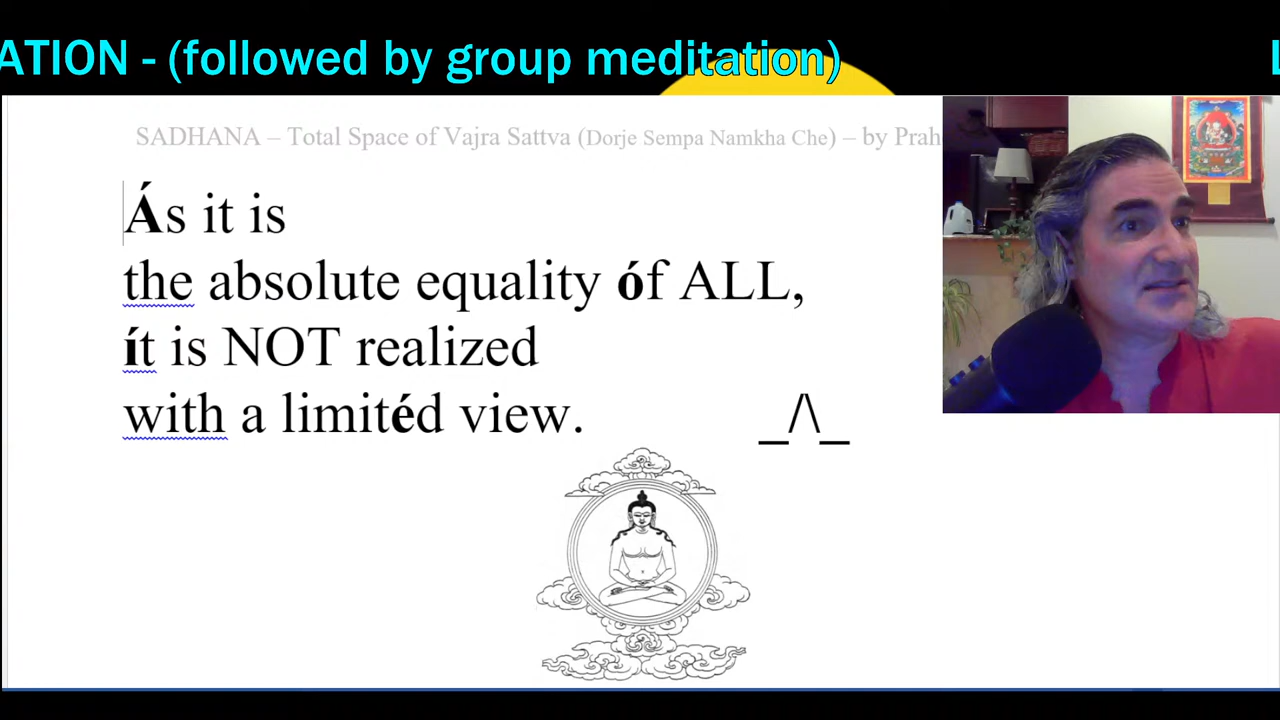 ATION - (followed by group meditation)
SADHANA – Total Space of Vajra Sattva (Dorje Sempa Namkha Che) – by Prah
Ás it is
the absolute equality óf ALL,
ít is NOT realized
with a limitéd view. _/\_